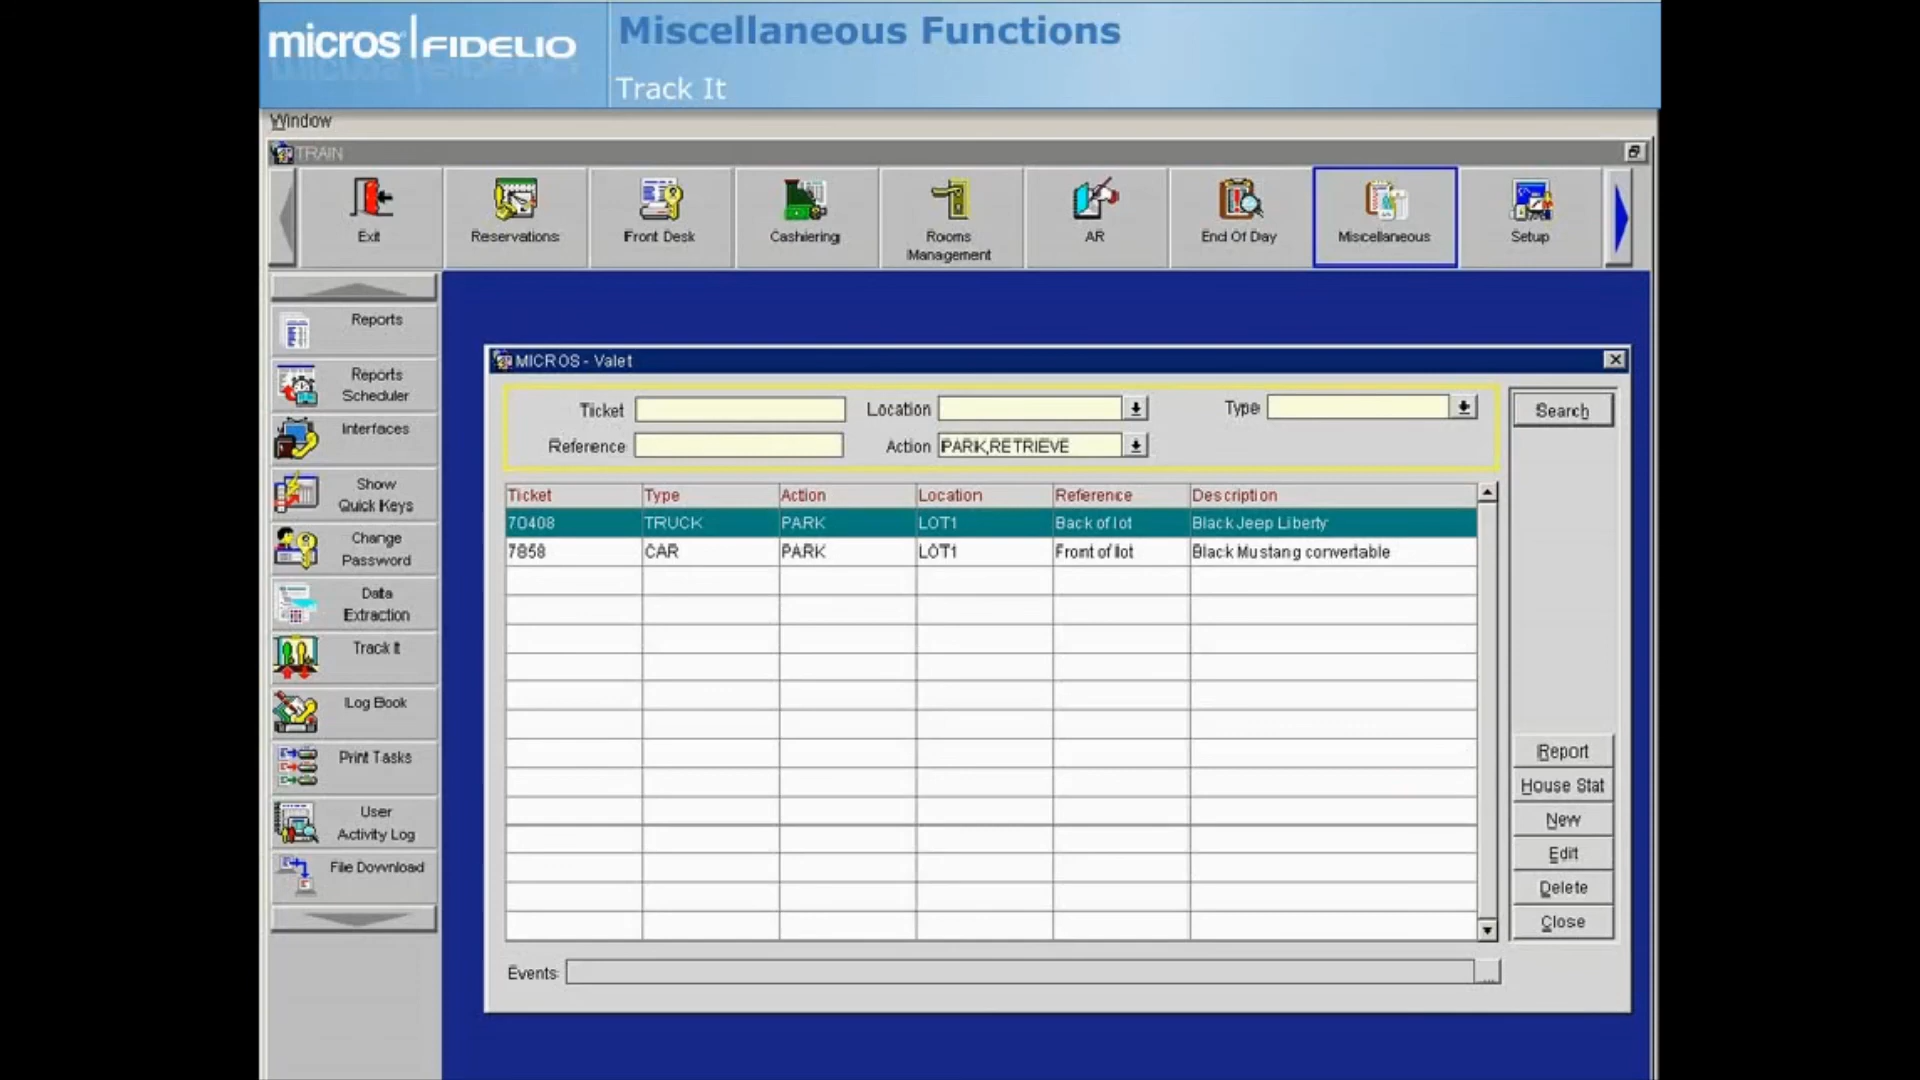 micros FIDELIO
Miscellaneous Functions
Track It
Window
TRAIN
Exit
Reservations
Front Desk
Cashiering
Rooms
Management
AR
End Of Day
Miscellaneous
Setup
Reports
Reports
Scheduler
Interfaces
Show
Quick Keys
Change
Password
Data
Extraction
Track It
Log Book
Print Tasks
User
Activity Log
File Download
MICROS - Valet
Ticket Location Type
Reference Action PARK,RETRIEVE
Search
Ticket Type Action Location Reference Description
70408 TRUCK PARK LOT1 Back of lot Black Jeep Liberty
7858 CAR PARK LOT1 Front of lot Black Mustang convertable
Report
House Stat
New
Edit
Delete
Close
Events
...